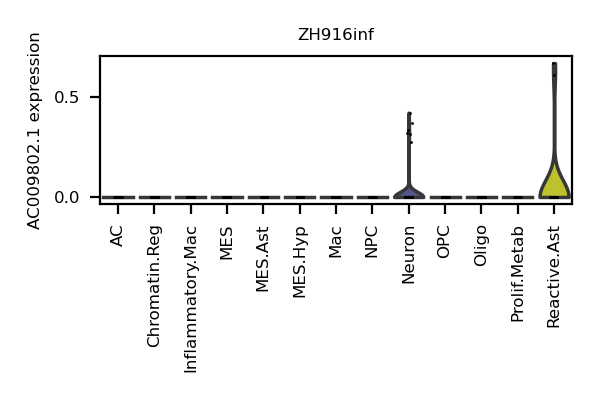 ZH916inf
AC009802.1 expression
0.5
0.0
AC
Chromatin.Reg
Inflammatory.Mac
MES
MES.Ast
MES.Hyp
Mac
NPC
Neuron
OPC
Oligo
Prolif.Metab
Reactive.Ast